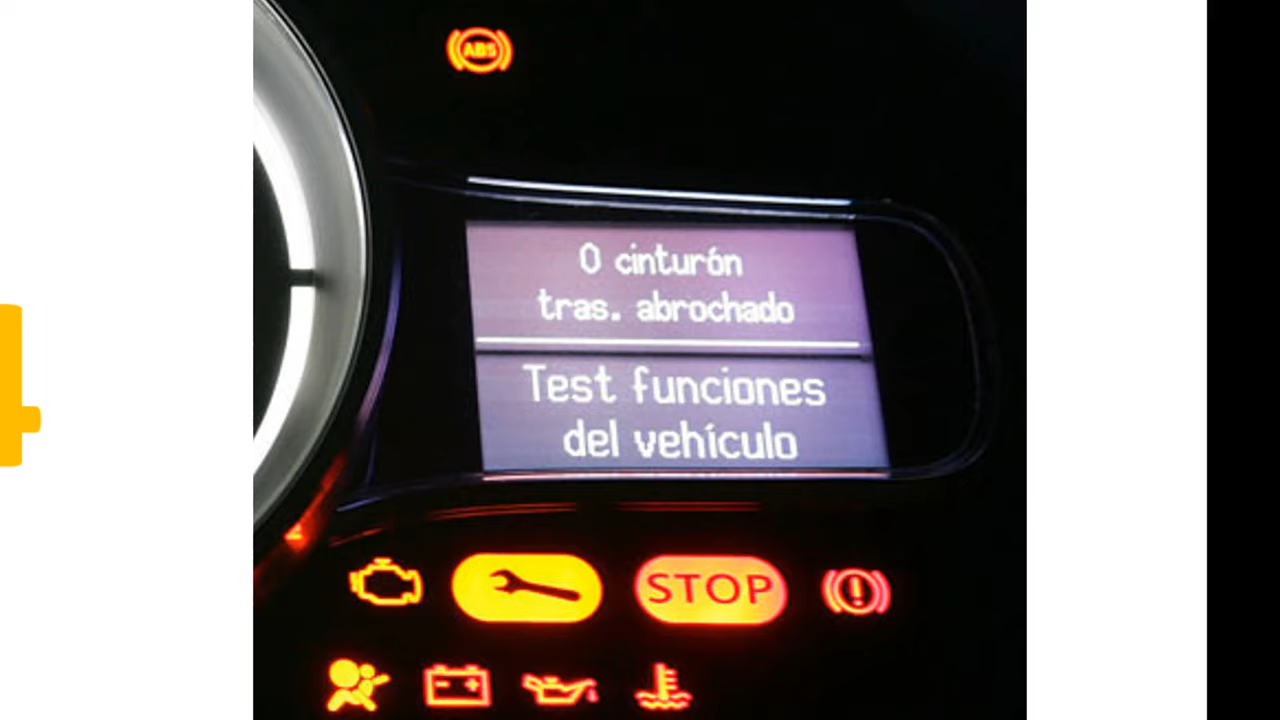 ABS
0 cinturón
tras. abrochado
Test funciones
del vehículo
STOP